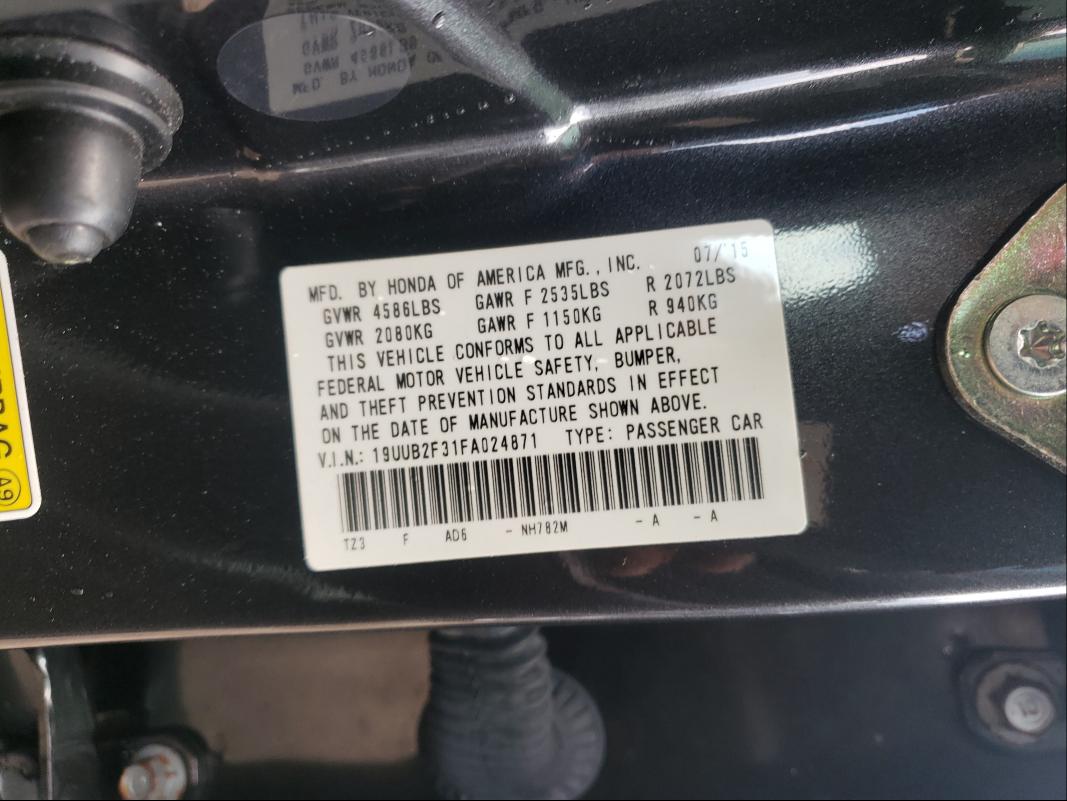 MFD. BY HONDA OF AMERICA MFG., INC. 07/'15
GVWR 4586LBS GAWR F 2535LBS R 2072LBS
GVWR 2080KG GAWR F 1150KG R 940KG
THIS VEHICLE CONFORMS TO ALL APPLICABLE
FEDERAL MOTOR VEHICLE SAFETY, BUMPER,
AND THEFT PREVENTION STANDARDS IN EFFECT
ON THE DATE OF MANUFACTURE SHOWN ABOVE.
V.I.N.: 19UUB2F31FA024871 TYPE: PASSENGER CAR
TZ3 F AD6 - NH782M - A - A
A9